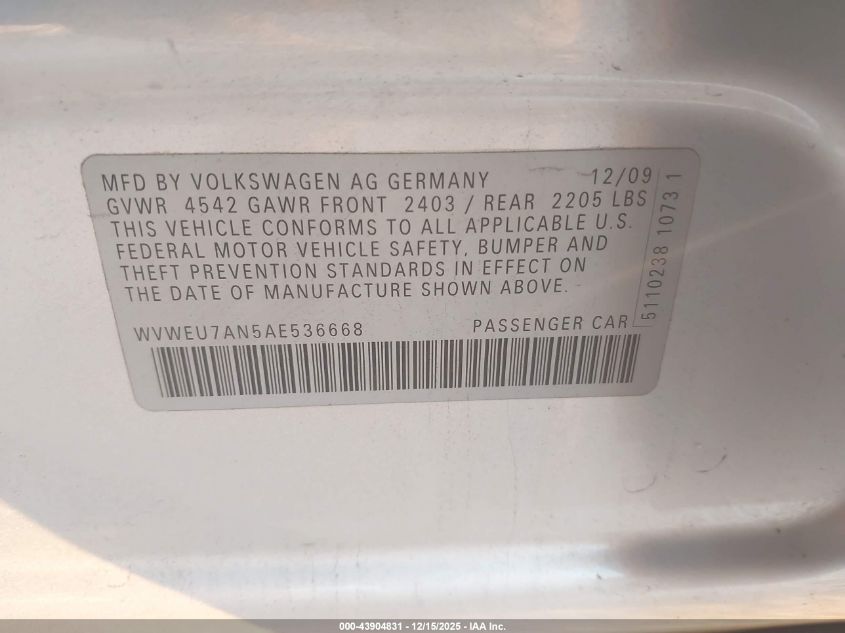 MFD BY VOLKSWAGEN AG GERMANY 12/09
GVWR 4542 GAWR FRONT 2403 / REAR 2205 LBS
THIS VEHICLE CONFORMS TO ALL APPLICABLE U.S.
FEDERAL MOTOR VEHICLE SAFETY, BUMPER AND
THEFT PREVENTION STANDARDS IN EFFECT ON
THE DATE OF MANUFACTURE SHOWN ABOVE.
WVWEU7AN5AE536668 PASSENGER CAR
5110238 1073 1
000-43904831 - 12/15/2025 - IAA Inc.